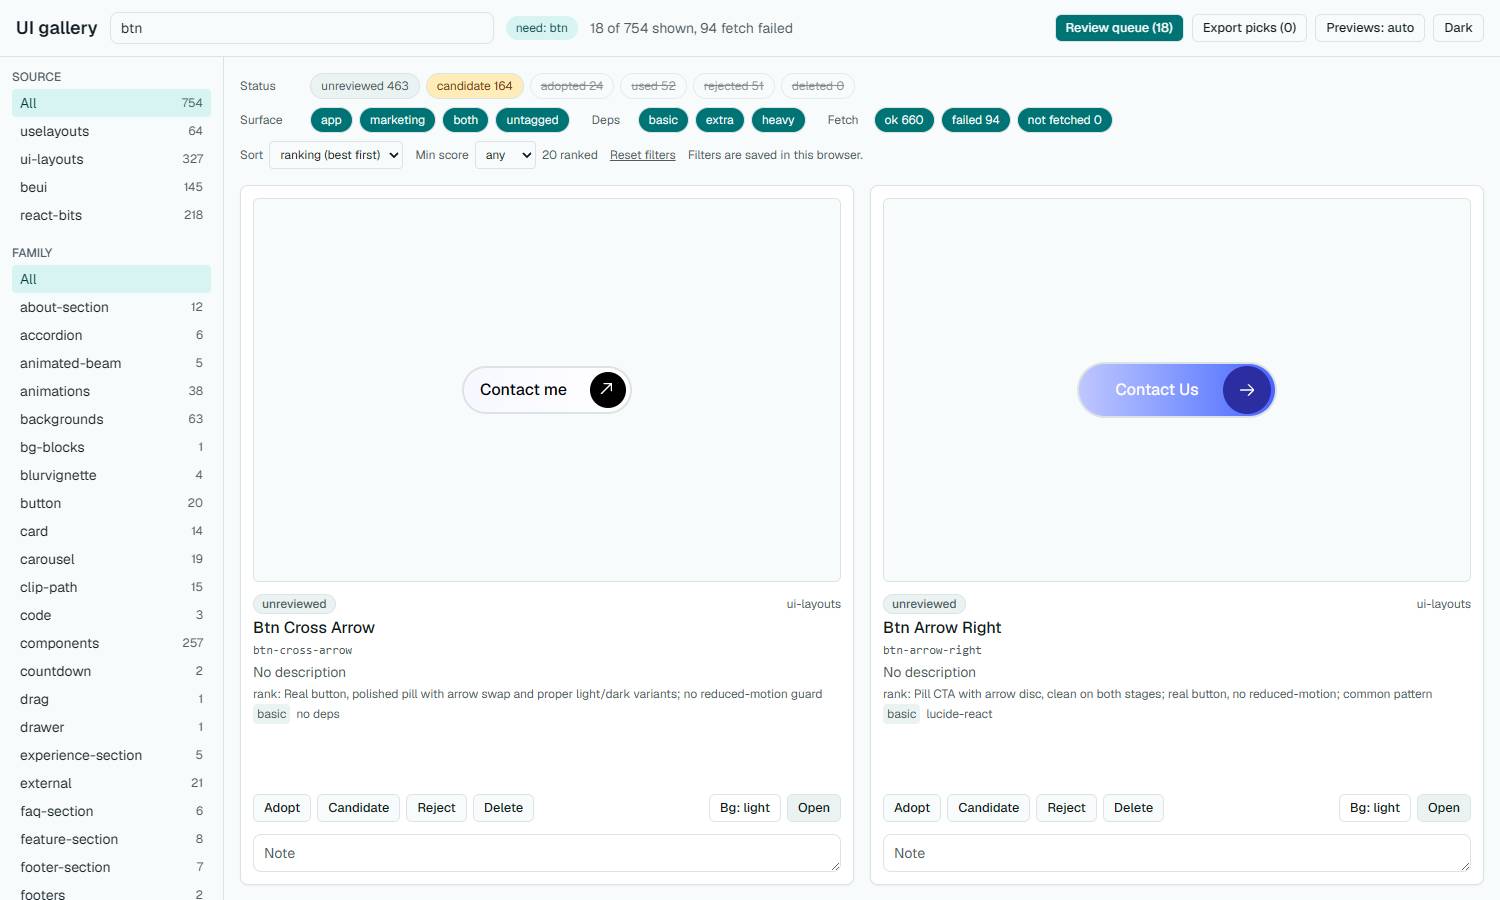 UI gallery
btn
need: btn
18 of 754 shown, 94 fetch failed
Review queue (18)
Export picks (0)
Previews: auto
Dark
SOURCE
All 754
uselayouts 64
ui-layouts 327
beui 145
react-bits 218
FAMILY
All
about-section 12
accordion 6
animated-beam 5
animations 38
backgrounds 63
bg-blocks 1
blurvignette 4
button 20
card 14
carousel 19
clip-path 15
code 3
components 257
countdown 2
drag 1
drawer 1
experience-section 5
external 21
faq-section 6
feature-section 8
footer-section 7
footers 2
Status unreviewed 463 candidate 164 adopted 24 used 52 rejected 51 deleted 0
Surface app marketing both untagged Deps basic extra heavy Fetch ok 660 failed 94 not fetched 0
Sort ranking (best first) Min score any 20 ranked Reset filters Filters are saved in this browser.
Contact me
unreviewed ui-layouts
Btn Cross Arrow
btn-cross-arrow
No description
rank: Real button, polished pill with arrow swap and proper light/dark variants; no reduced-motion guard
basic no deps
Adopt Candidate Reject Delete Bg: light Open
Note
Contact Us
unreviewed ui-layouts
Btn Arrow Right
btn-arrow-right
No description
rank: Pill CTA with arrow disc, clean on both stages; real button, no reduced-motion; common pattern
basic lucide-react
Adopt Candidate Reject Delete Bg: light Open
Note